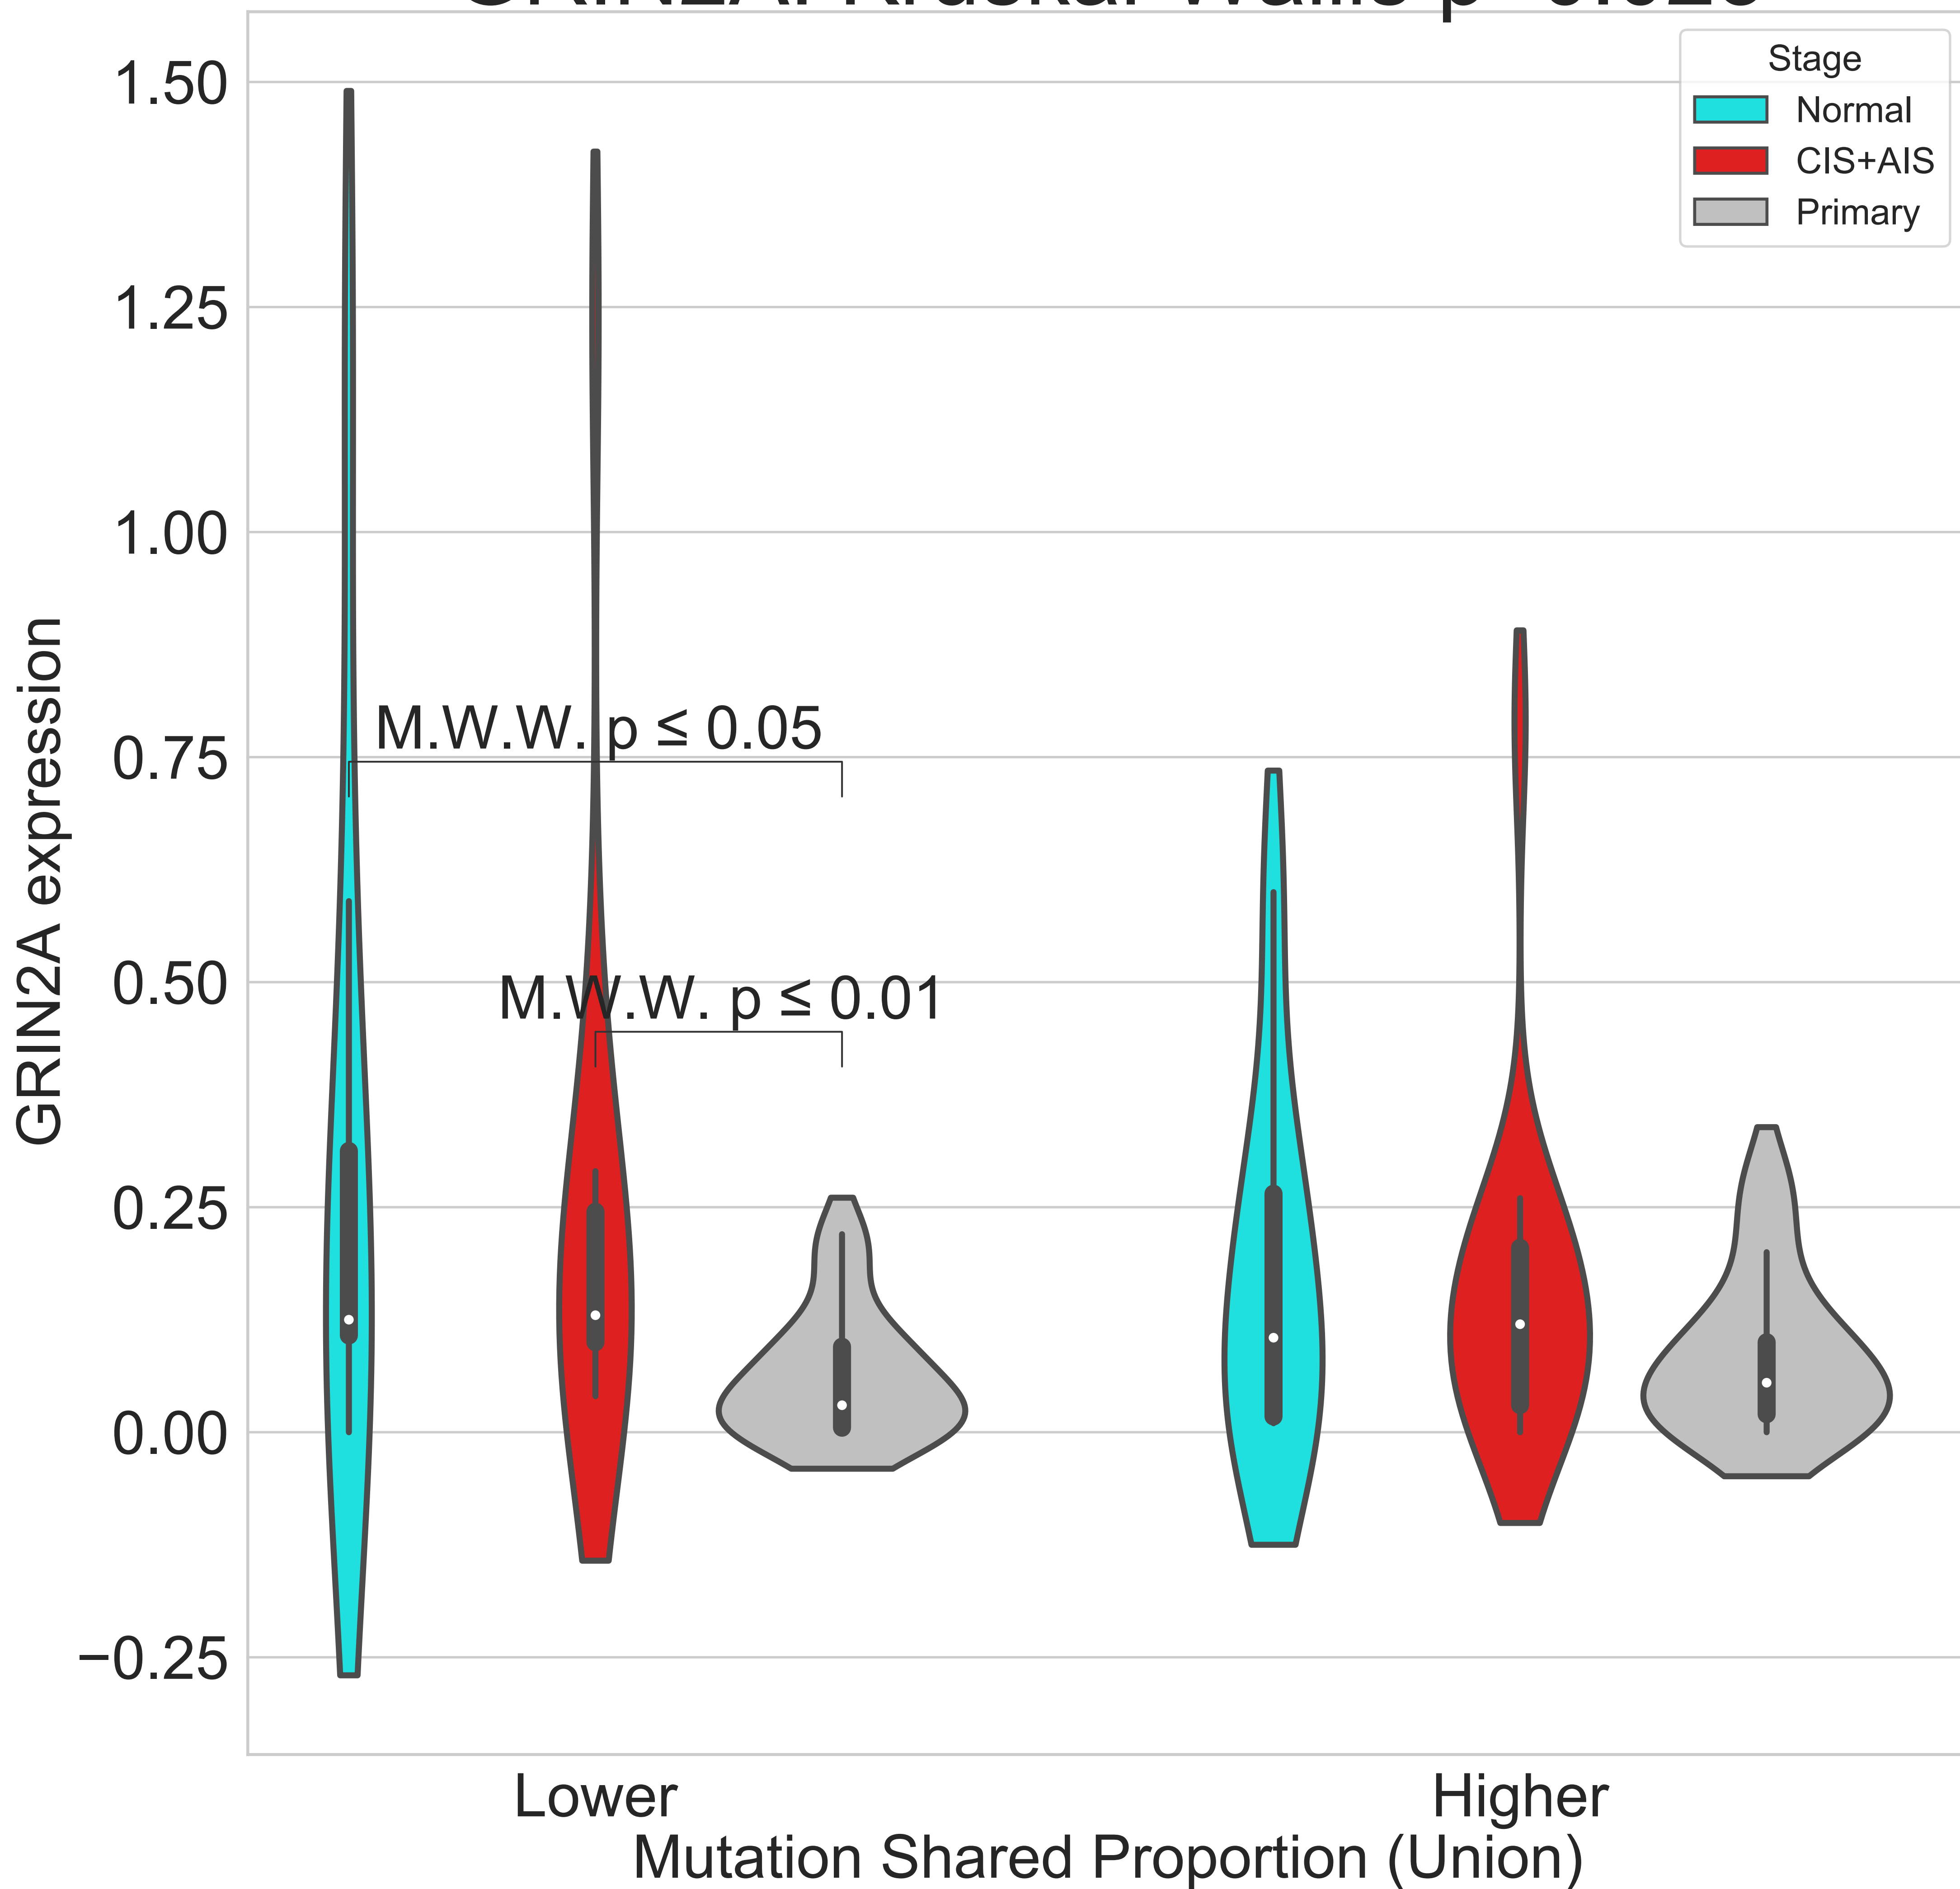 Stage
Normal
CIS+AIS
Primary
1.50
1.25
1.00
0.75
0.50
0.25
0.00
−0.25
GRIN2A expression
M.W.W. p ≤ 0.05
M.W.W. p ≤ 0.01
Lower
Higher
Mutation Shared Proportion (Union)